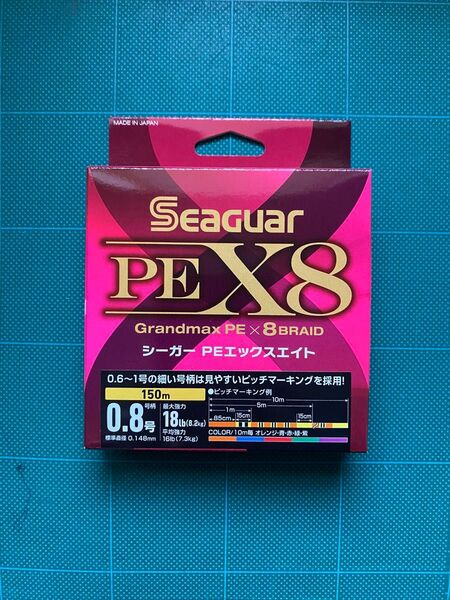 MADE IN JAPAN
Seaguar
PEX8
Grandmax PE×8BRAID
シーガー PEエックスエイト
0.6～1号の細い号柄は見やすいピッチマーキングを採用!
150m
号柄
0.8号
標準直径 0.148mm
最大強力
18lb(8.2kg)
平均強力
16lb(7.3kg)
●ピッチマーキング例
10m
5m
1m
85cm
15cm
15cm
COLOR/10m毎 オレンジ-青-赤-緑-紫